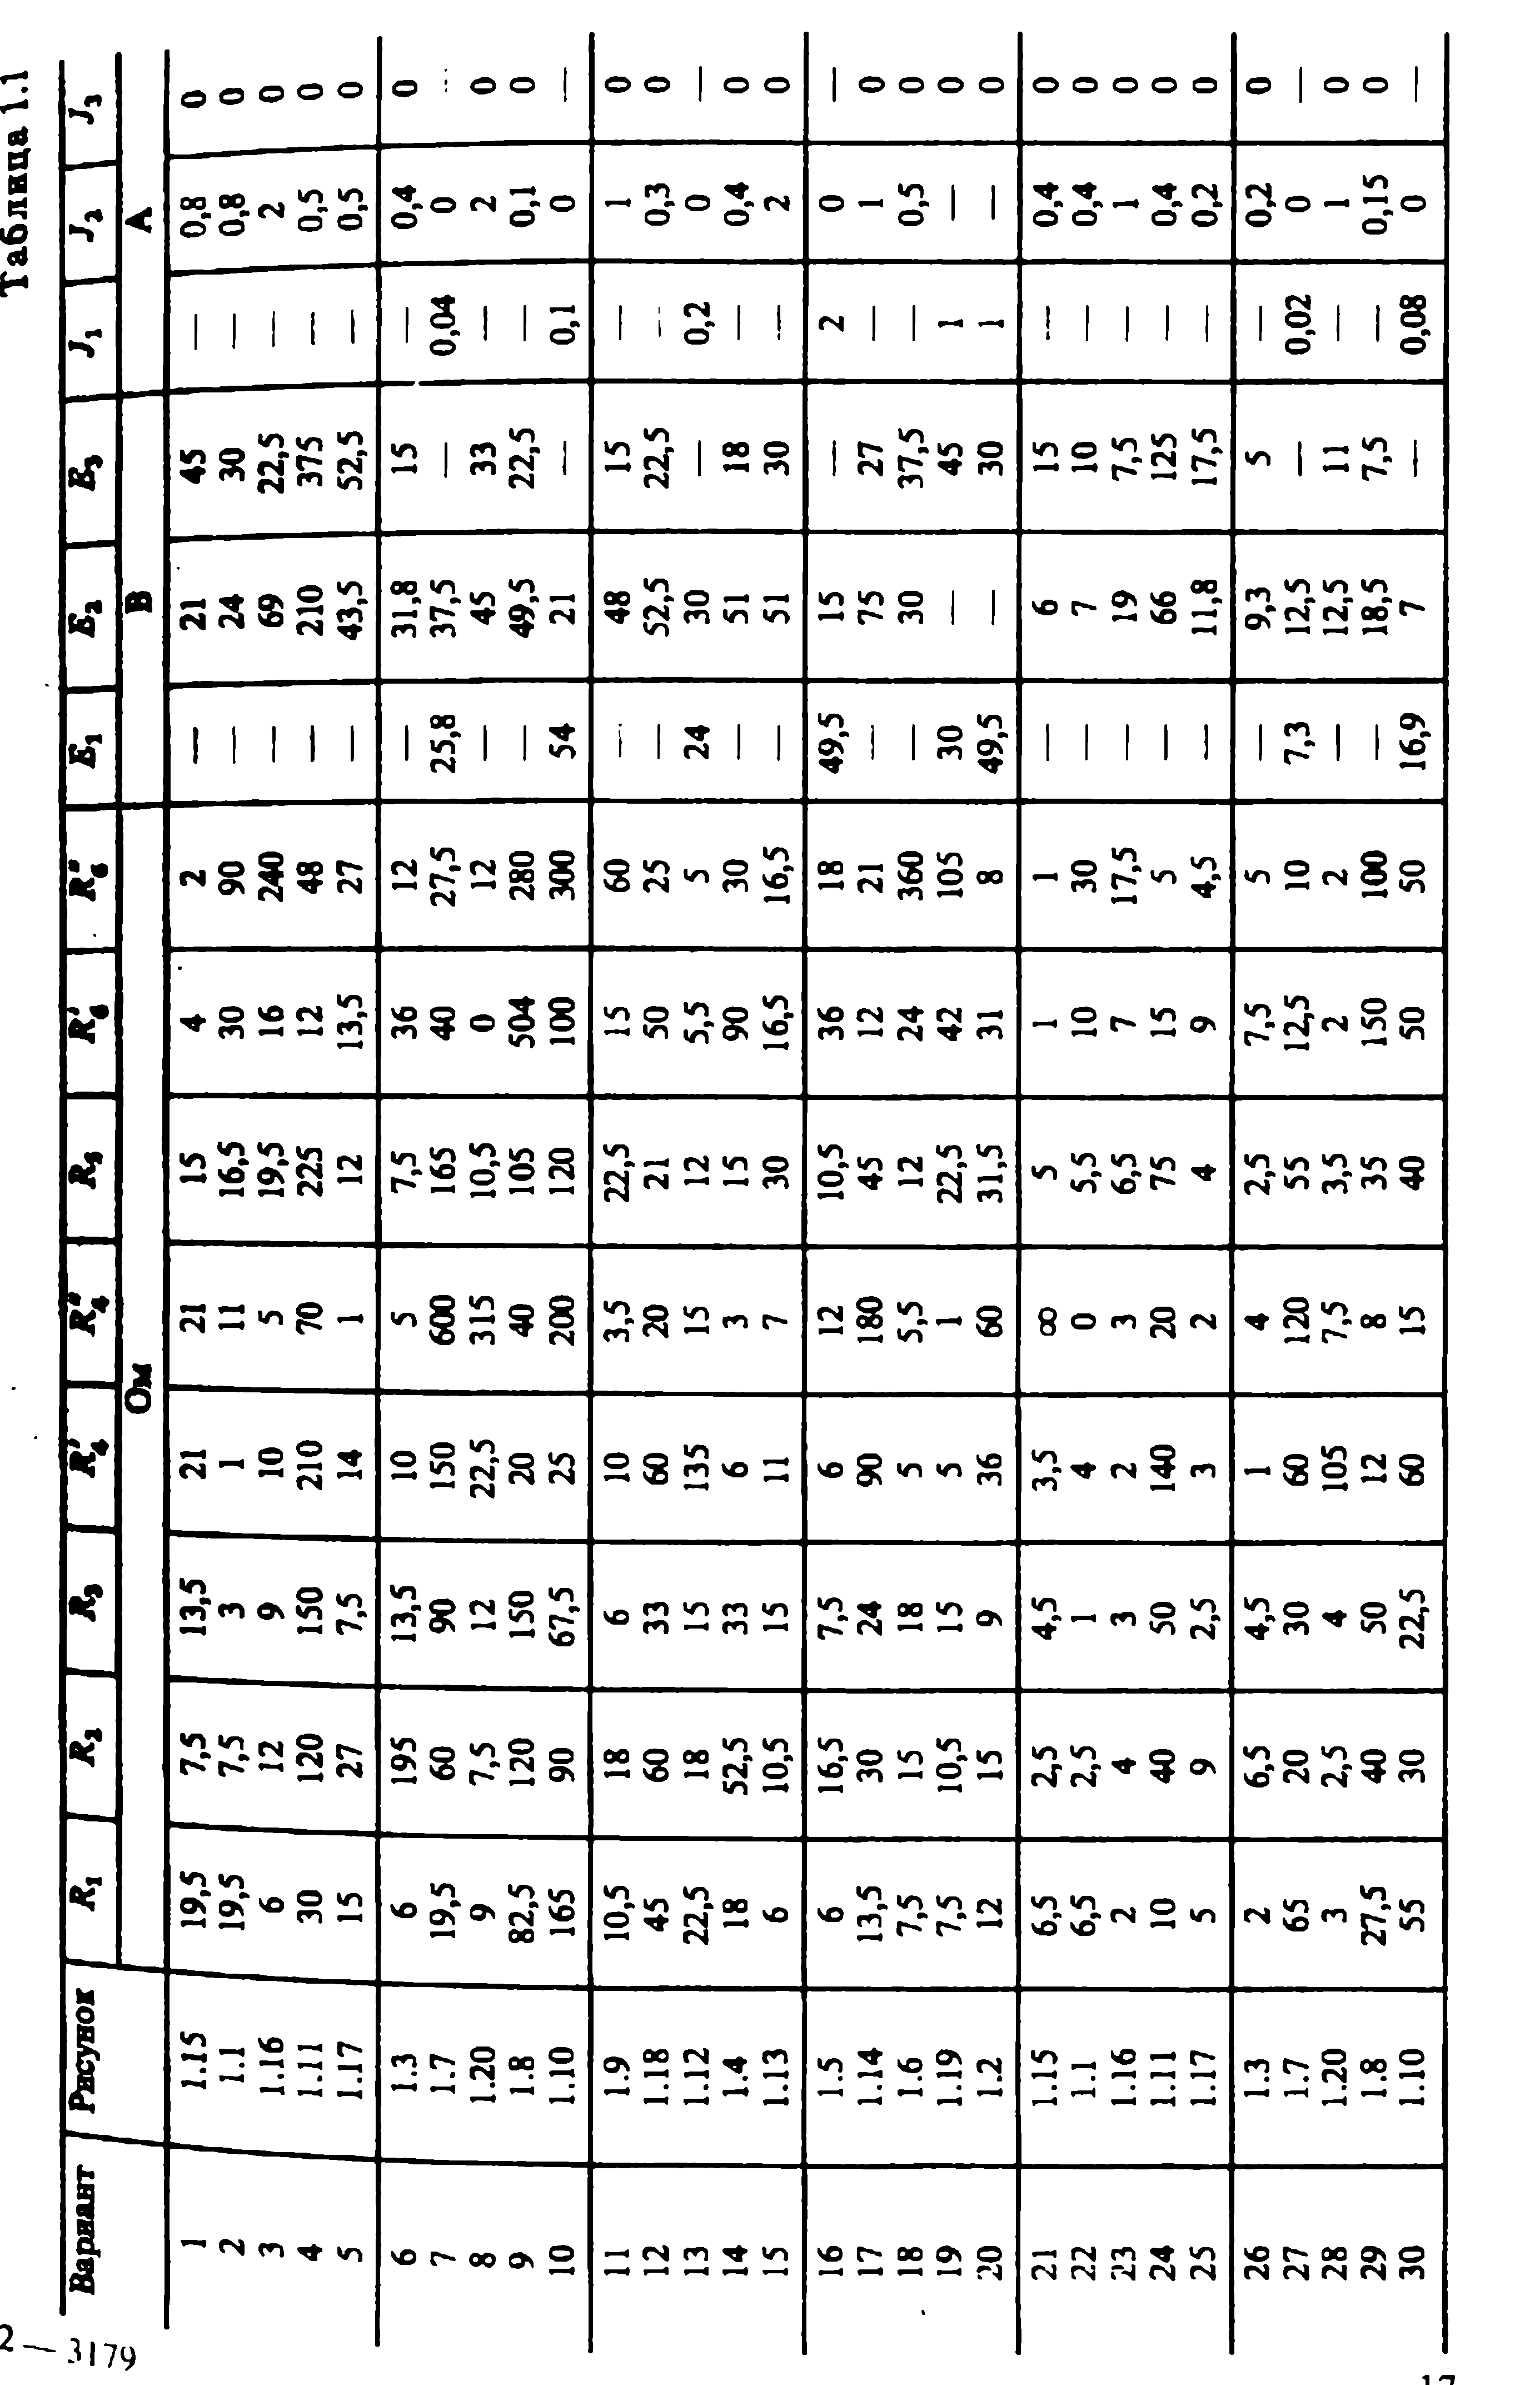 Таблица 1.1
Вариант Рисунок R₁ R₂ R₃ R′₄ R″₄ R₅ R′₆ R″₆ E₁ E₂ E₃ J₁ J₂ J₃
Ом В А
1 1.15 19,5 7,5 13,5 21 21 15 4 2 — 21 45 — 0,8 0
2 1.1 19,5 7,5 3 1 11 16,5 30 90 — 24 30 — 0,8 0
3 1.16 6 12 9 10 5 19,5 16 240 — 69 22,5 — 2 0
4 1.11 30 120 150 210 70 225 12 48 — 210 375 — 0,5 0
5 1.17 15 27 7,5 14 1 12 13,5 27 — 43,5 52,5 — 0,5 0
6 1.3 6 195 13,5 10 5 7,5 36 12 — 31,8 15 — 0,4 0
7 1.7 19,5 60 90 150 600 165 40 27,5 25,8 37,5 — 0,04 0 —
8 1.20 9 7,5 12 22,5 315 10,5 0 12 — 45 33 — 2 0
9 1.8 82,5 120 150 20 40 105 504 280 — 49,5 22,5 — 0,1 0
10 1.10 165 90 67,5 25 200 120 100 300 54 21 — 0,1 0 —
11 1.9 10,5 18 6 10 3,5 22,5 15 60 — 48 15 — 1 0
12 1.18 45 60 33 60 20 21 50 25 — 52,5 22,5 — 0,3 0
13 1.12 22,5 18 15 135 15 12 5,5 5 24 30 — 0,2 0 —
14 1.4 18 52,5 33 6 3 15 90 30 — 51 18 — 0,4 0
15 1.13 6 10,5 15 11 7 30 16,5 16,5 — 51 30 — 2 0
16 1.5 6 16,5 7,5 6 12 10,5 36 18 49,5 15 — 2 0 —
17 1.14 13,5 30 24 90 180 45 12 21 — 75 27 — 1 0
18 1.6 7,5 15 18 5 5,5 12 24 360 — 30 37,5 — 0,5 0
19 1.19 7,5 10,5 15 5 1 22,5 42 105 30 — 45 1 — 0
20 1.2 12 15 9 36 60 31,5 31 8 49,5 — 30 1 — 0
21 1.15 6,5 2,5 4,5 3,5 ∞ 5 1 1 — 6 15 — 0,4 0
22 1.1 6,5 2,5 1 4 0 5,5 10 30 — 7 10 — 0,4 0
23 1.16 2 4 3 2 3 6,5 7 17,5 — 19 7,5 — 1 0
24 1.11 10 40 50 140 20 75 15 5 — 66 125 — 0,4 0
25 1.17 5 9 2,5 3 2 4 9 4,5 — 11,8 17,5 — 0,2 0
26 1.3 2 6,5 4,5 1 4 2,5 7,5 5 — 9,3 5 — 0,2 0
27 1.7 65 20 30 60 120 55 12,5 10 7,3 12,5 — 0,02 0 —
28 1.20 3 2,5 4 105 7,5 3,5 2 2 — 12,5 11 — 1 0
29 1.8 27,5 40 50 12 8 35 150 100 — 18,5 7,5 — 0,15 0
30 1.10 55 30 22,5 60 15 40 50 50 16,9 7 — 0,08 0 —
2 — 3179